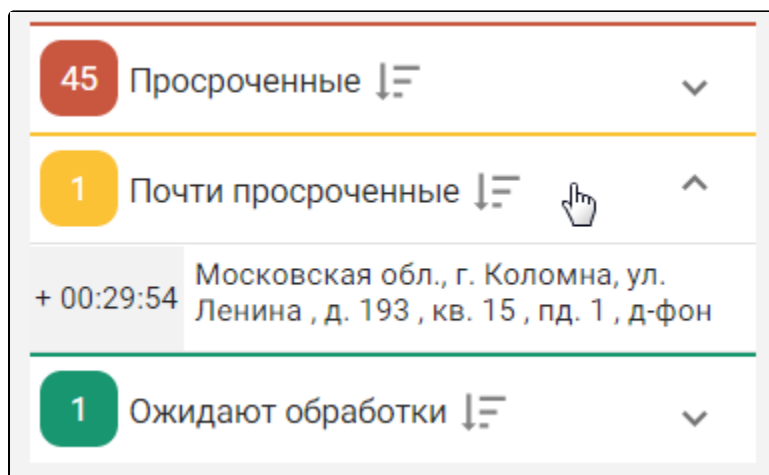 45 Просроченные
1 Почти просроченные
+ 00:29:54 Московская обл., г. Коломна, ул.
Ленина , д. 193 , кв. 15 , пд. 1 , д-фон
1 Ожидают обработки